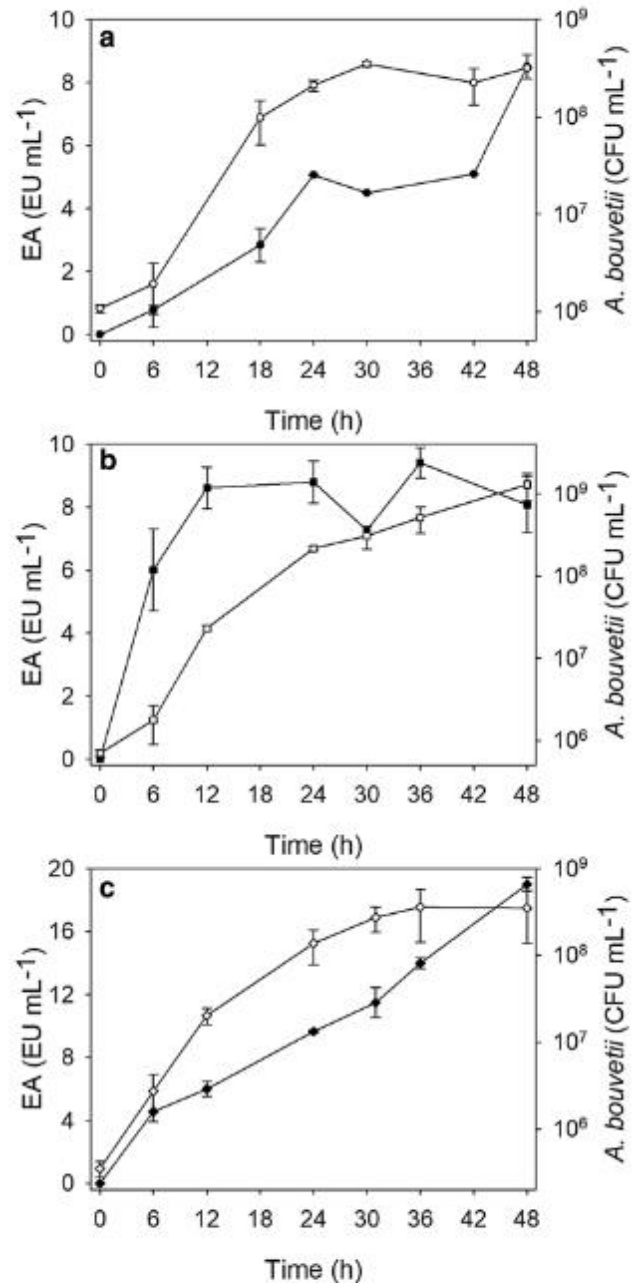 a
10
8
6
4
2
0
EA (EU mL⁻¹)
10⁹
10⁸
10⁷
10⁶
A. bouvetii (CFU mL⁻¹)
0 6 12 18 24 30 36 42 48
Time (h)
b
10
8
6
4
2
0
EA (EU mL⁻¹)
10⁹
10⁸
10⁷
10⁶
A. bouvetii (CFU mL⁻¹)
0 6 12 18 24 30 36 42 48
Time (h)
c
20
16
12
8
4
0
EA (EU mL⁻¹)
10⁹
10⁸
10⁷
10⁶
A. bouvetii (CFU mL⁻¹)
0 6 12 18 24 30 36 42 48
Time (h)